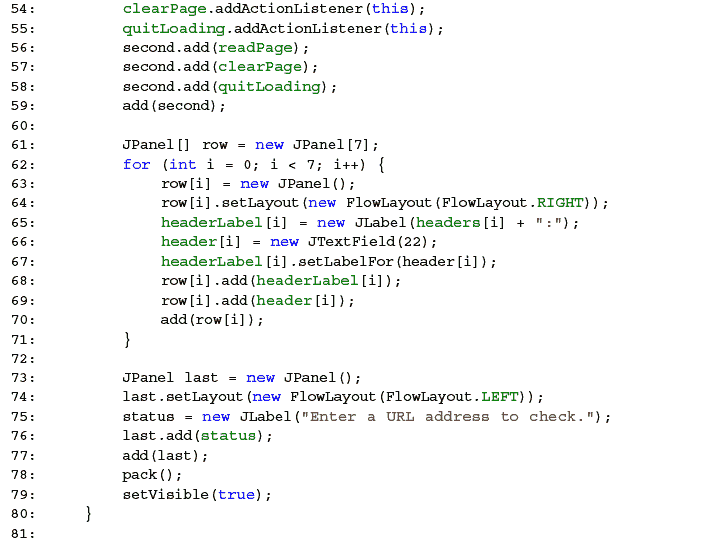 54:         clearPage.addActionListener(this);
55:         quitLoading.addActionListener(this);
56:         second.add(readPage);
57:         second.add(clearPage);
58:         second.add(quitLoading);
59:         add(second);
60:
61:         JPanel[] row = new JPanel[7];
62:         for (int i = 0; i < 7; i++) {
63:             row[i] = new JPanel();
64:             row[i].setLayout(new FlowLayout(FlowLayout.RIGHT));
65:             headerLabel[i] = new JLabel(headers[i] + ":");
66:             header[i] = new JTextField(22);
67:             headerLabel[i].setLabelFor(header[i]);
68:             row[i].add(headerLabel[i]);
69:             row[i].add(header[i]);
70:             add(row[i]);
71:         }
72:
73:         JPanel last = new JPanel();
74:         last.setLayout(new FlowLayout(FlowLayout.LEFT));
75:         status = new JLabel("Enter a URL address to check.");
76:         last.add(status);
77:         add(last);
78:         pack();
79:         setVisible(true);
80:     }
81: